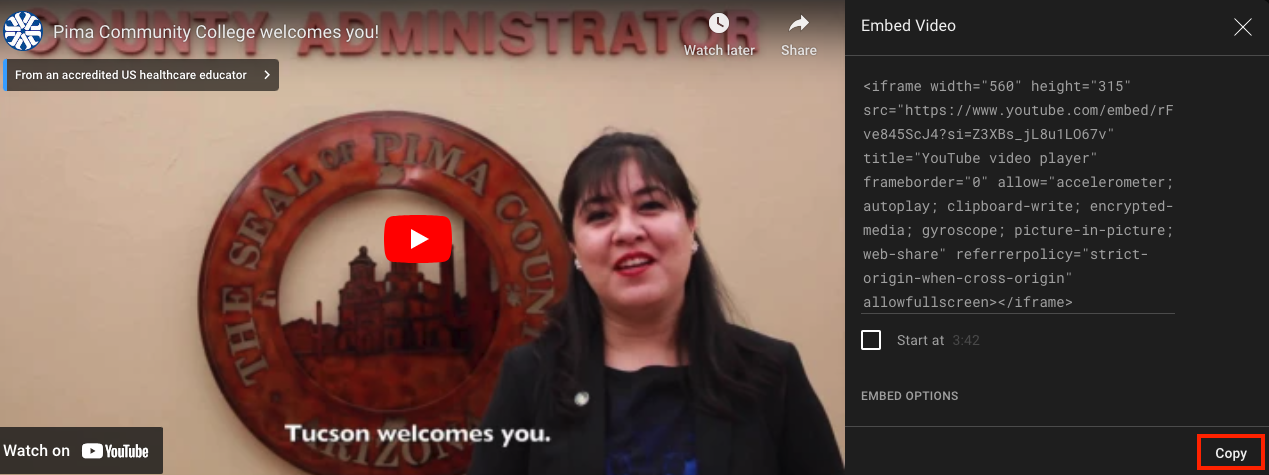 COUNTY ADMINISTRATOR
Pima Community College welcomes you!
Watch later
Share
From an accredited US healthcare educator
THE SEAL OF PIMA COUNTY
ARIZONA
Tucson welcomes you.
Watch on YouTube
Embed Video
<iframe width="560" height="315"
src="https://www.youtube.com/embed/rF
ve845ScJ4?si=Z3XBs_jL8u1LO67v"
title="YouTube video player"
frameborder="0" allow="accelerometer;
autoplay; clipboard-write; encrypted-
media; gyroscope; picture-in-picture;
web-share" referrerpolicy="strict-
origin-when-cross-origin"
allowfullscreen></iframe>
Start at 3:42
EMBED OPTIONS
Copy